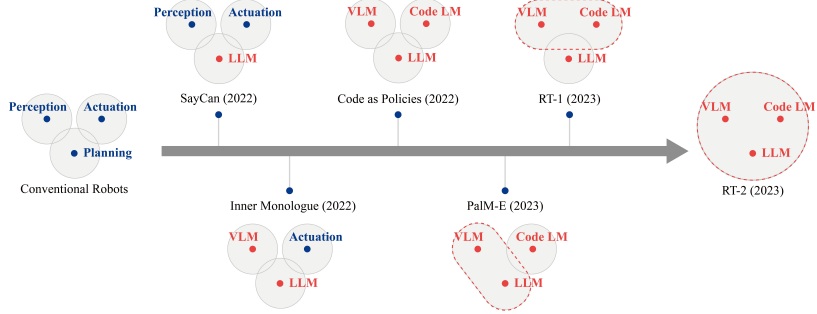 Perception
Actuation
LLM
SayCan (2022)
VLM
Code LM
LLM
Code as Policies (2022)
VLM
Code LM
LLM
RT-1 (2023)
Perception
Actuation
Planning
Conventional Robots
VLM
Code LM
LLM
RT-2 (2023)
Inner Monologue (2022)
VLM
Actuation
LLM
PalM-E (2023)
VLM
Code LM
LLM